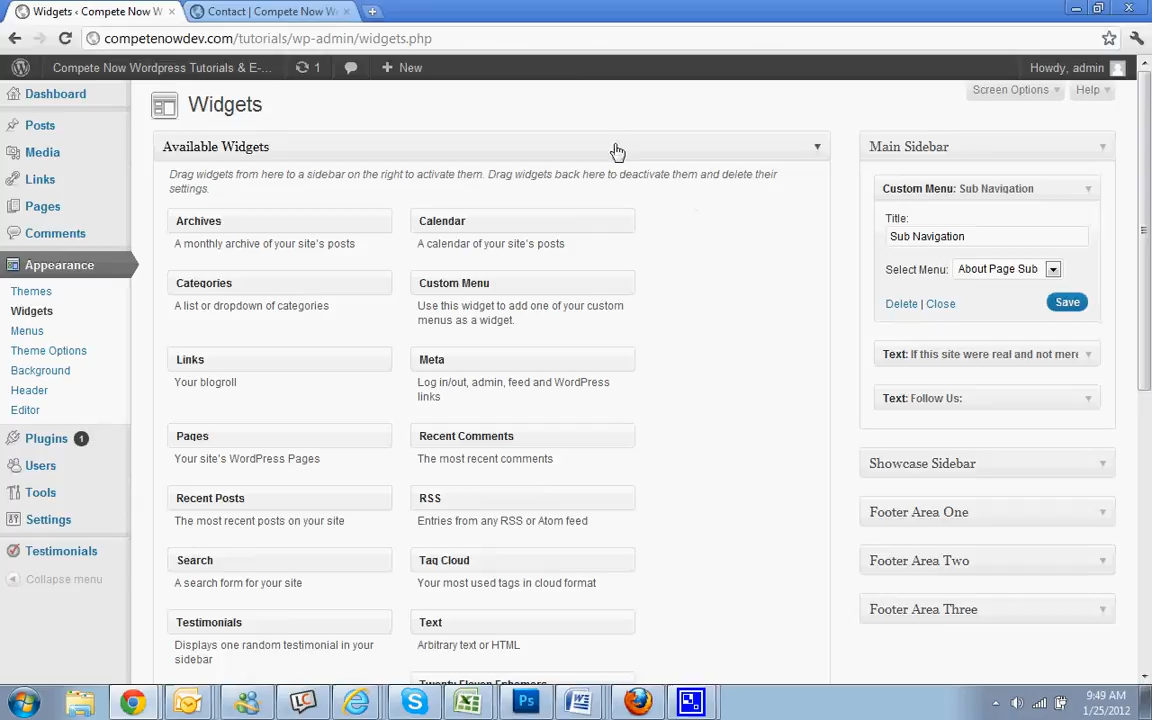 Widgets ‹ Compete Now W
Contact | Compete Now W
competenowdev.com/tutorials/wp-admin/widgets.php
Compete Now Wordpress Tutorials & E-...
1
New
Howdy, admin
Dashboard
Posts
Media
Links
Pages
Comments
Appearance
Themes
Widgets
Menus
Theme Options
Background
Header
Editor
Plugins 1
Users
Tools
Settings
Testimonials
Collapse menu
Widgets
Screen Options
Help
Available Widgets
Drag widgets from here to a sidebar on the right to activate them. Drag widgets back here to deactivate them and delete their
settings.
Archives
A monthly archive of your site's posts
Calendar
A calendar of your site's posts
Categories
A list or dropdown of categories
Custom Menu
Use this widget to add one of your custom
menus as a widget.
Links
Your blogroll
Meta
Log in/out, admin, feed and WordPress
links
Pages
Your site's WordPress Pages
Recent Comments
The most recent comments
Recent Posts
The most recent posts on your site
RSS
Entries from any RSS or Atom feed
Search
A search form for your site
Tag Cloud
Your most used tags in cloud format
Testimonials
Displays one random testimonial in your
sidebar
Text
Arbitrary text or HTML
Twenty Eleven Ephemera
Main Sidebar
Custom Menu: Sub Navigation
Title:
Sub Navigation
Select Menu: About Page Sub
Delete | Close
Save
Text: If this site were real and not mere
Text: Follow Us:
Showcase Sidebar
Footer Area One
Footer Area Two
Footer Area Three
9:49 AM
1/25/2012